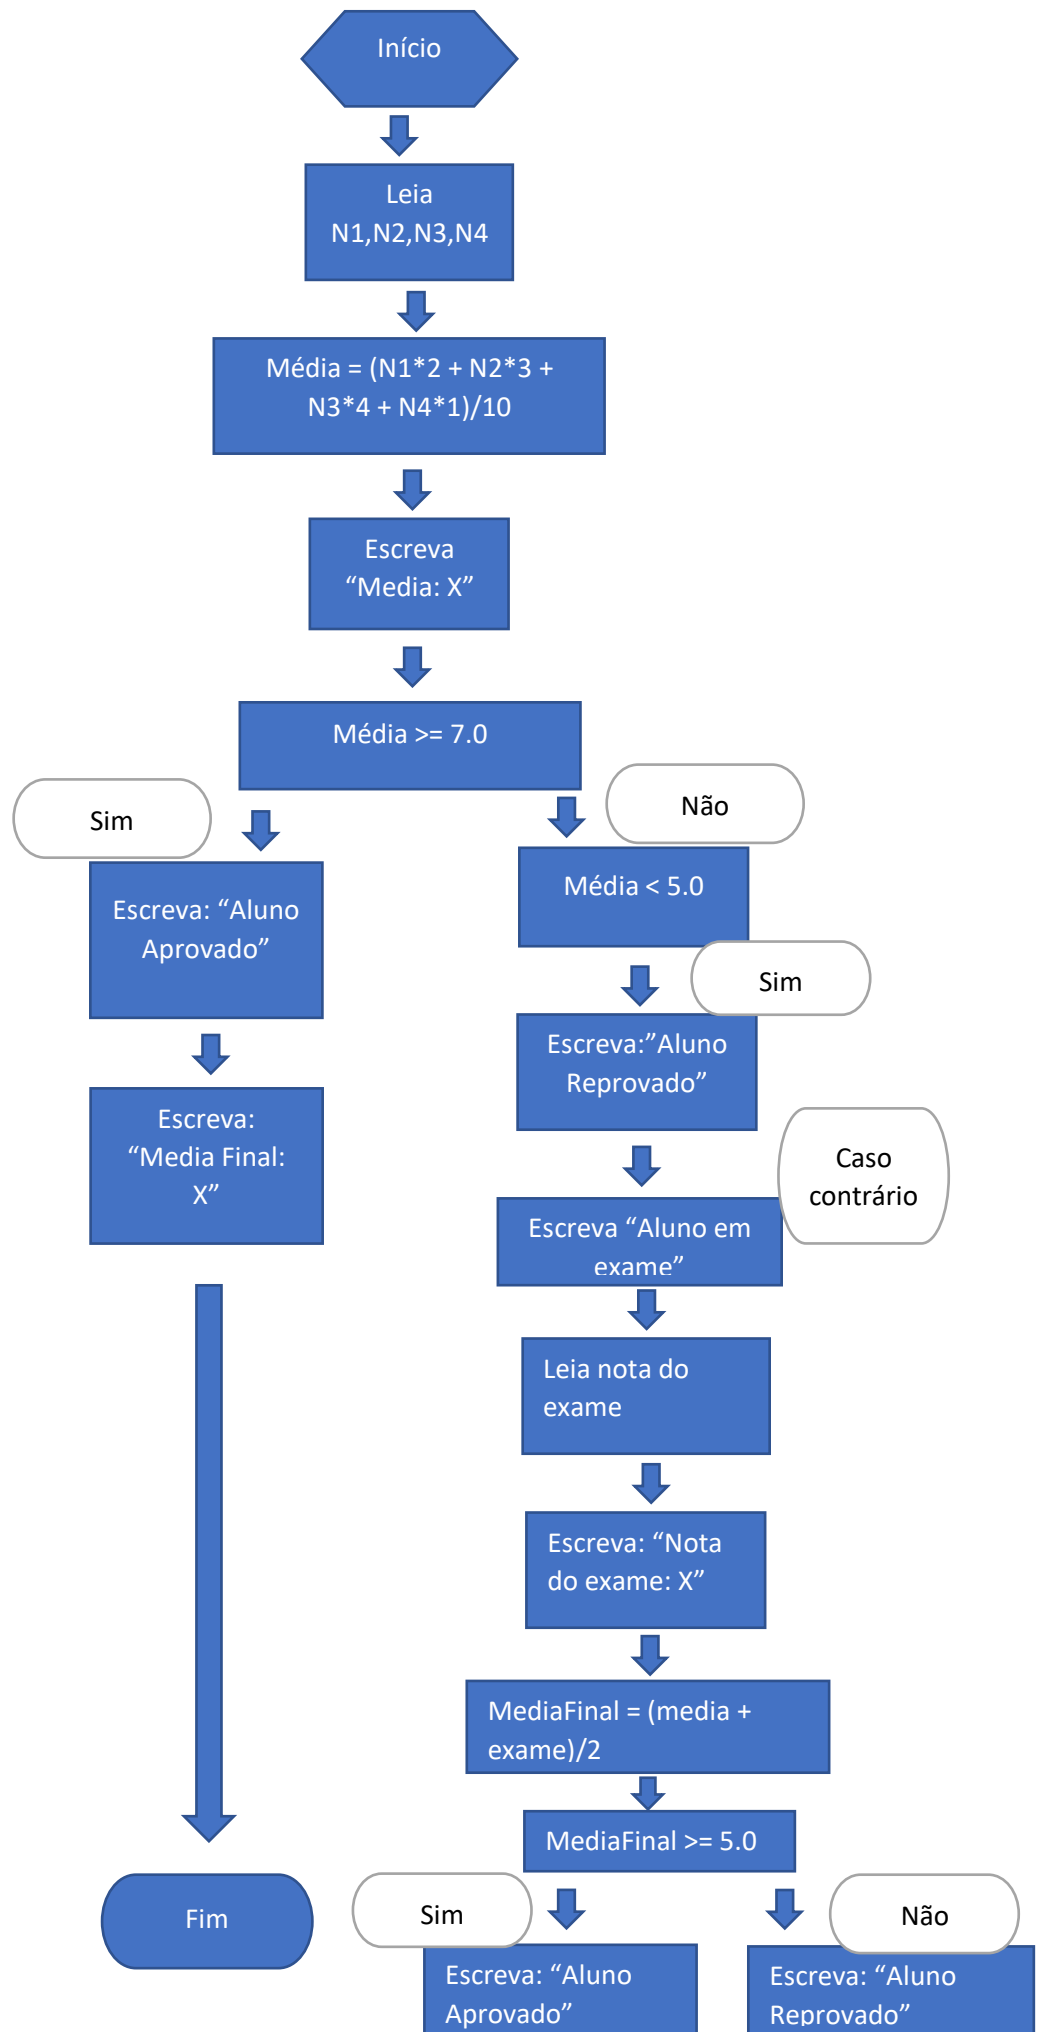 Início
Leia
N1,N2,N3,N4
Média = (N1*2 + N2*3 +
N3*4 + N4*1)/10
Escreva
“Media: X”
Média >= 7.0
Sim
Não
Escreva: “Aluno
Aprovado”
Média < 5.0
Sim
Escreva:”Aluno
Reprovado”
Escreva:
“Media Final:
X”
Caso
contrário
Escreva “Aluno em
exame”
Leia nota do
exame
Escreva: “Nota
do exame: X”
MediaFinal = (media +
exame)/2
MediaFinal >= 5.0
Fim
Sim
Não
Escreva: “Aluno
Aprovado”
Escreva: “Aluno
Reprovado”